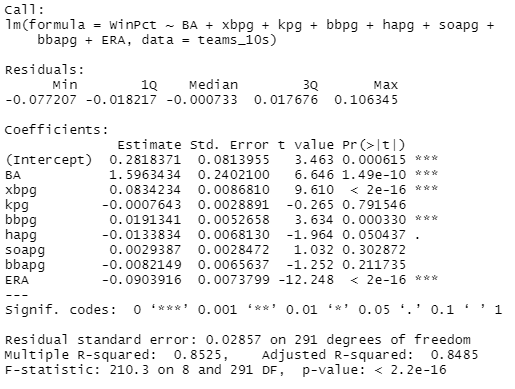 Call:
lm(formula = WinPct ~ BA + xbpg + kpg + bbpg + hapg + soapg +
    bbapg + ERA, data = teams_10s)
Residuals:
      Min        1Q    Median        3Q       Max
-0.077207 -0.018217 -0.000733  0.017676  0.106345
Coefficients:
              Estimate Std. Error t value Pr(>|t|)
(Intercept)  0.2818371  0.0813955   3.463 0.000615 ***
BA           1.5963434  0.2402100   6.646 1.49e-10 ***
xbpg         0.0834234  0.0086810   9.610  < 2e-16 ***
kpg         -0.0007643  0.0028891  -0.265 0.791546
bbpg         0.0191341  0.0052658   3.634 0.000330 ***
hapg        -0.0133834  0.0068130  -1.964 0.050437 .
soapg        0.0029387  0.0028472   1.032 0.302872
bbapg       -0.0082149  0.0065637  -1.252 0.211735
ERA         -0.0903916  0.0073799 -12.248  < 2e-16 ***
---
Signif. codes:  0 ‘***’ 0.001 ‘**’ 0.01 ‘*’ 0.05 ‘.’ 0.1 ‘ ’ 1
Residual standard error: 0.02857 on 291 degrees of freedom
Multiple R-squared:  0.8525,    Adjusted R-squared:  0.8485
F-statistic: 210.3 on 8 and 291 DF,  p-value: < 2.2e-16